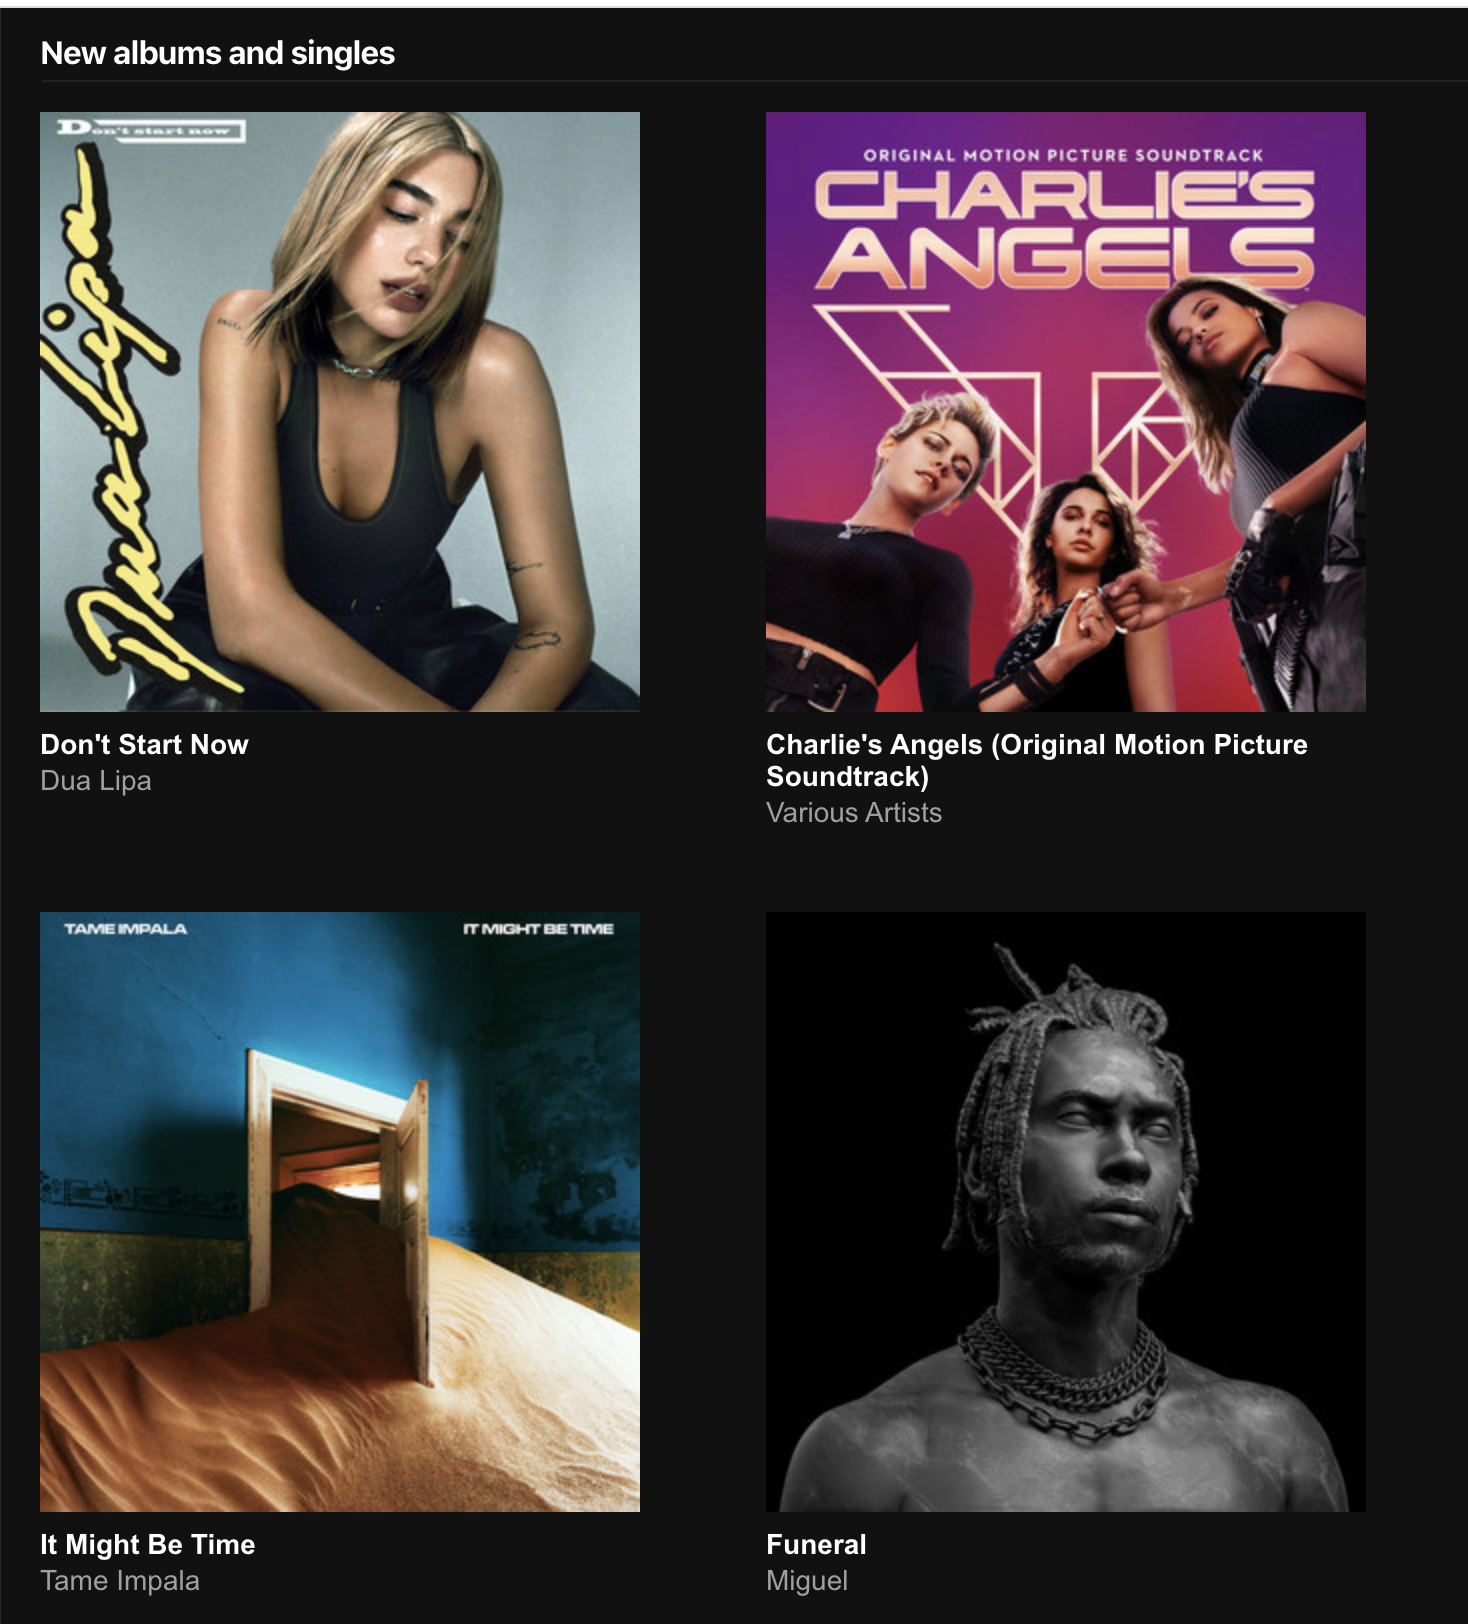 New albums and singles
Don't start now
Dua Lipa
Don't Start Now
Dua Lipa
ORIGINAL MOTION PICTURE SOUNDTRACK
CHARLIE'S
ANGELS
Charlie's Angels (Original Motion Picture
Soundtrack)
Various Artists
TAME IMPALA
IT MIGHT BE TIME
It Might Be Time
Tame Impala
Funeral
Miguel